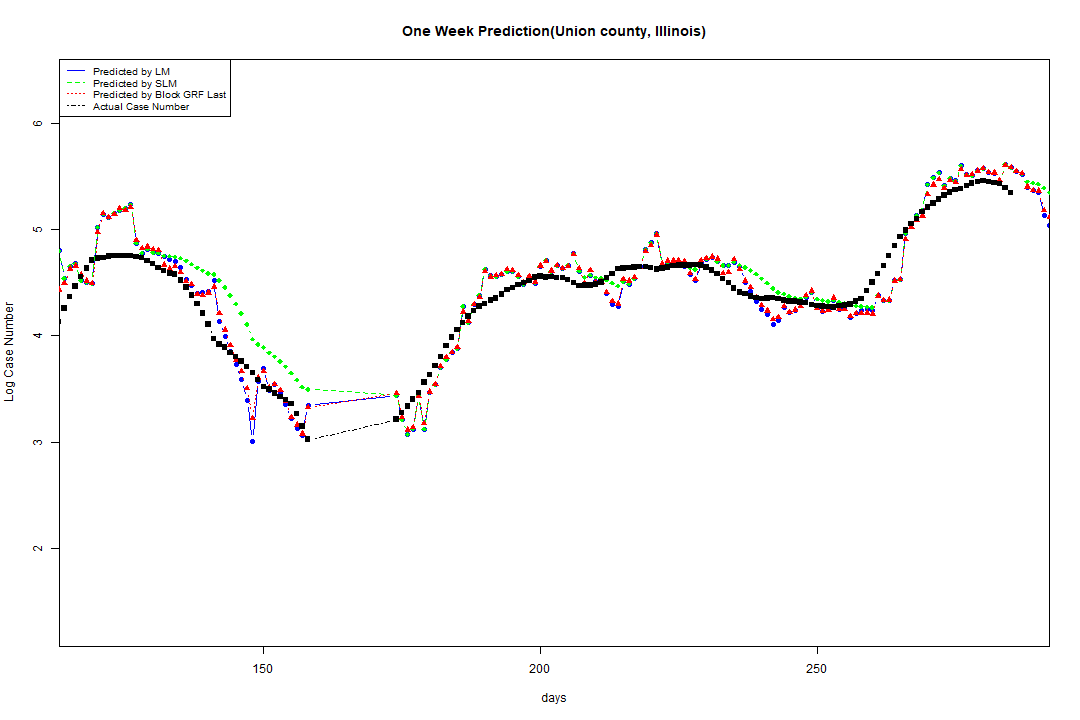 One Week Prediction(Union county, Illinois)
Predicted by LM
Predicted by SLM
Predicted by Block GRF Last
Actual Case Number
6
5
4
3
2
Log Case Number
150
200
250
days